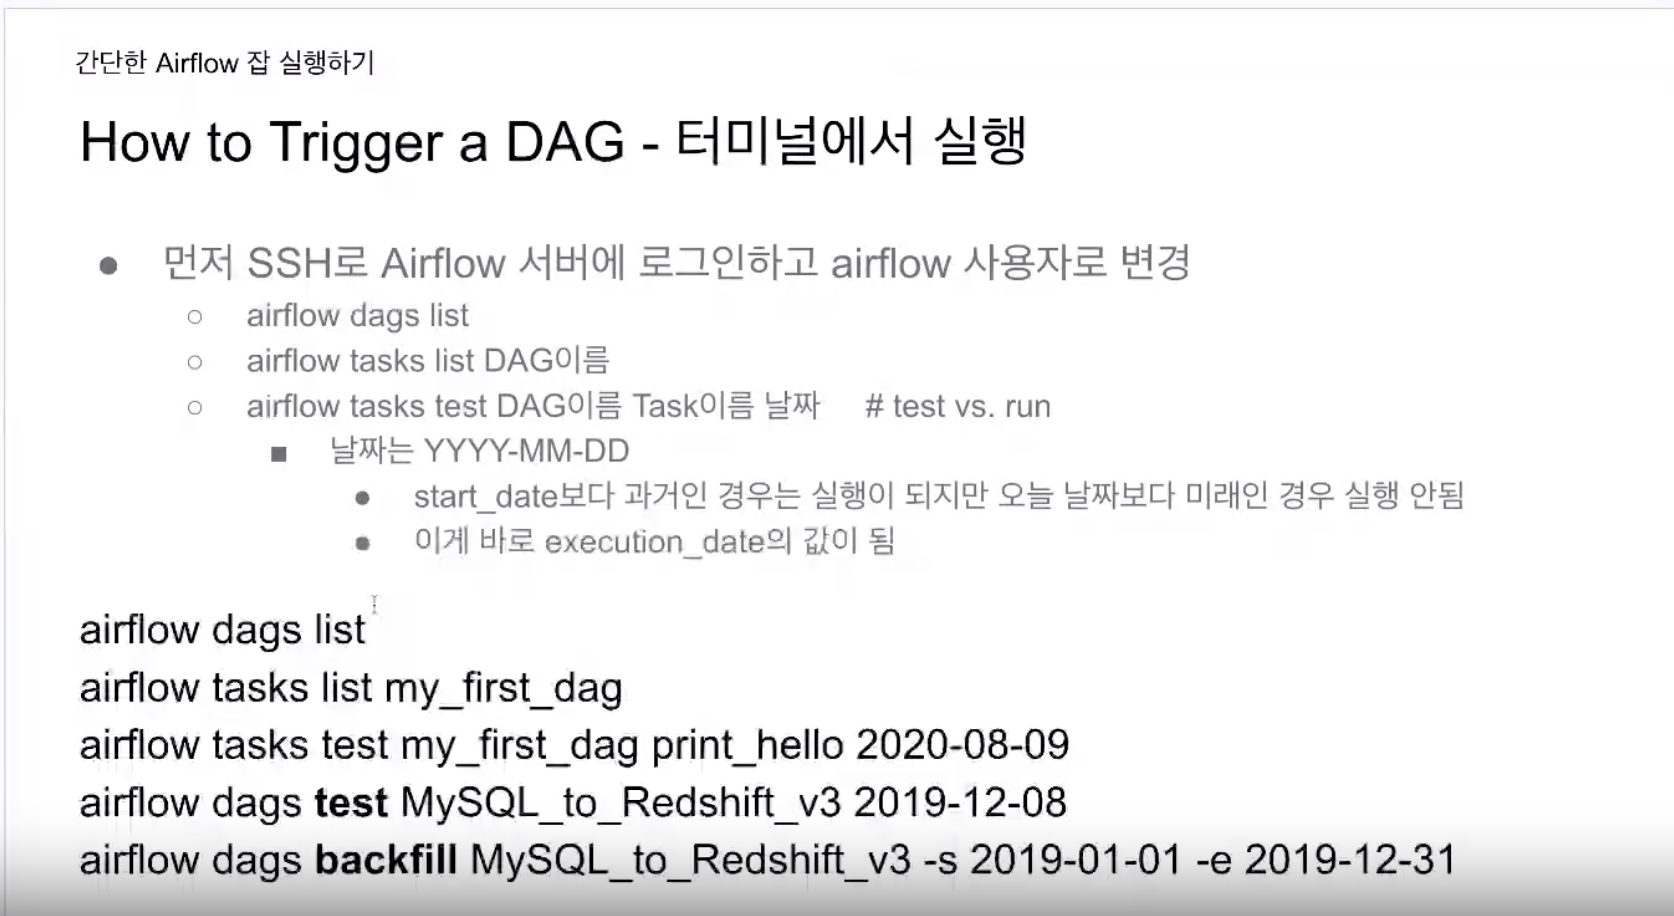 간단한 Airflow 잡 실행하기
How to Trigger a DAG - 터미널에서 실행
● 먼저 SSH로 Airflow 서버에 로그인하고 airflow 사용자로 변경
○ airflow dags list
○ airflow tasks list DAG이름
○ airflow tasks test DAG이름 Task이름 날짜 # test vs. run
■ 날짜는 YYYY-MM-DD
● start_date보다 과거인 경우는 실행이 되지만 오늘 날짜보다 미래인 경우 실행 안됨
● 이게 바로 execution_date의 값이 됨
airflow dags list
airflow tasks list my_first_dag
airflow tasks test my_first_dag print_hello 2020-08-09
airflow dags test MySQL_to_Redshift_v3 2019-12-08
airflow dags backfill MySQL_to_Redshift_v3 -s 2019-01-01 -e 2019-12-31